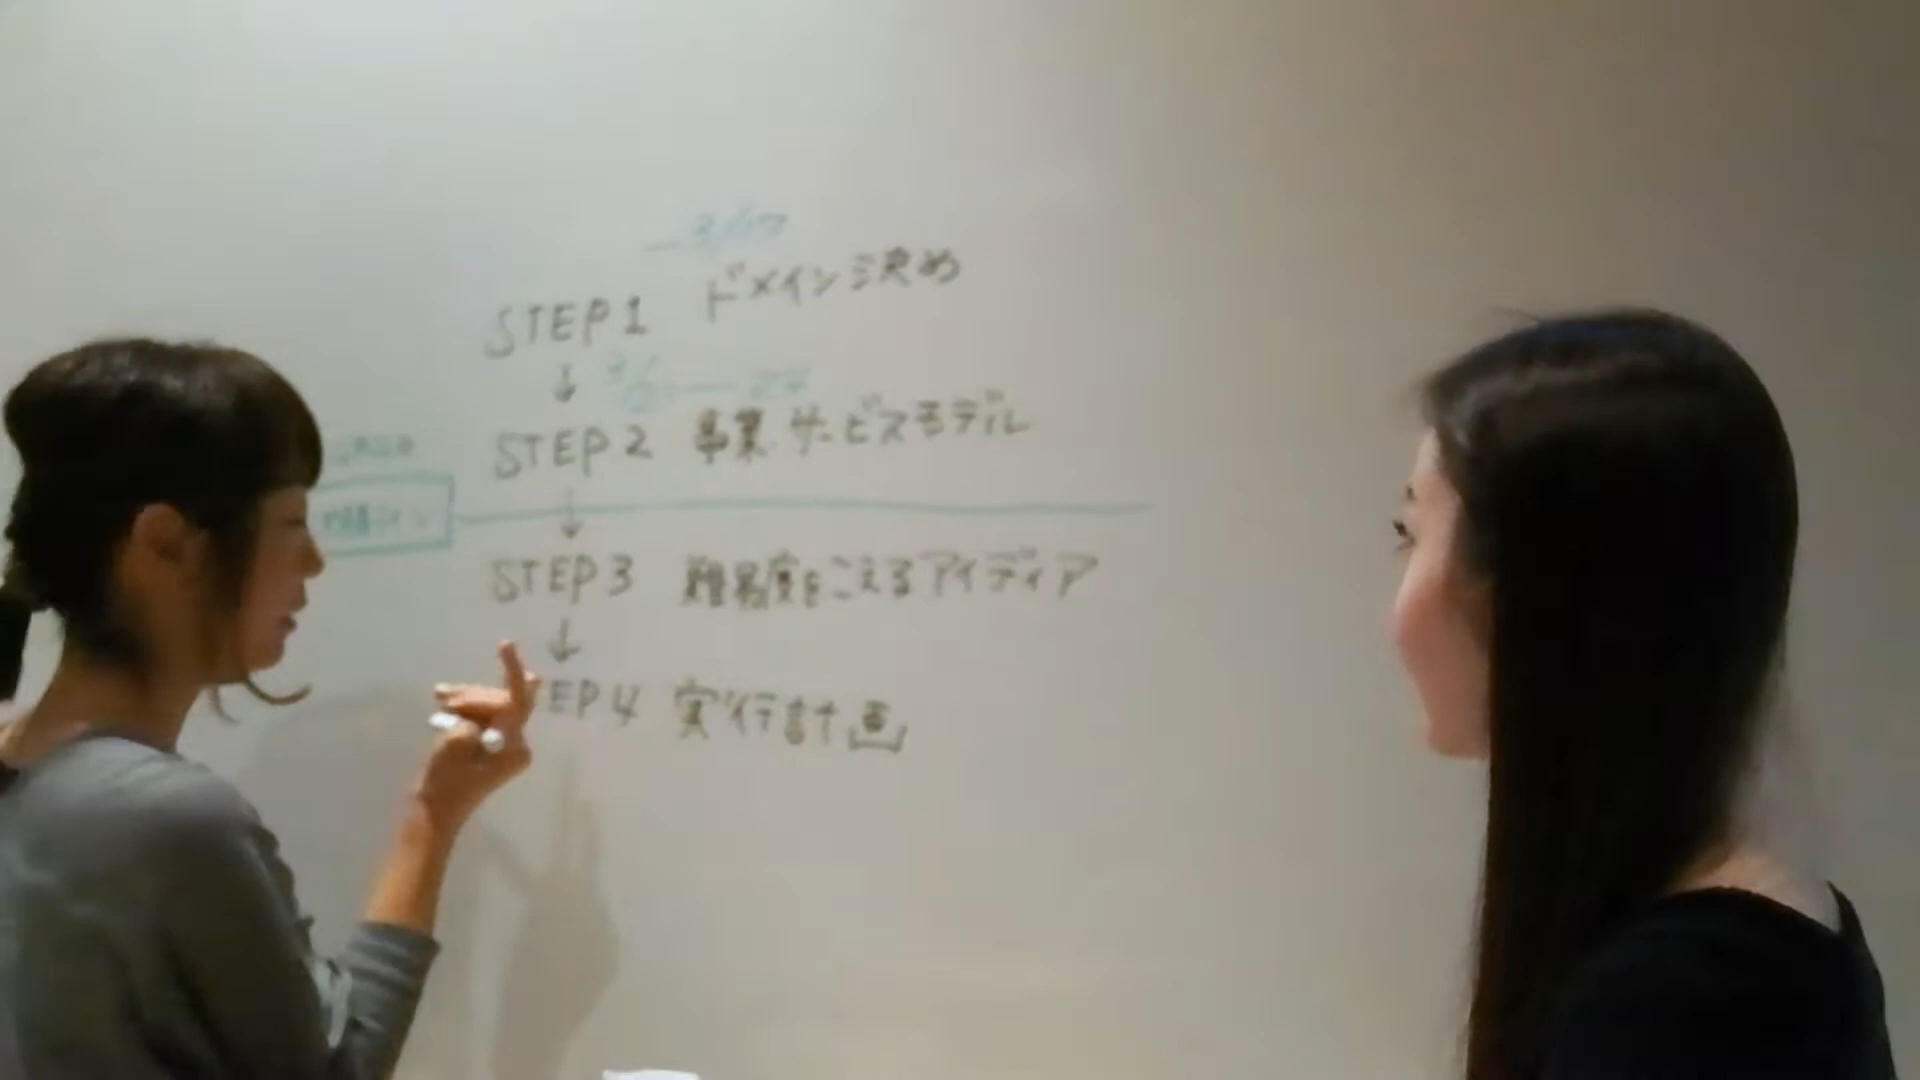 STEP1 ドメイン決め
↓
STEP2 事業 サービスモデル
↓
STEP3 難易度をこえるアイディア
↓
EP4 実行計画